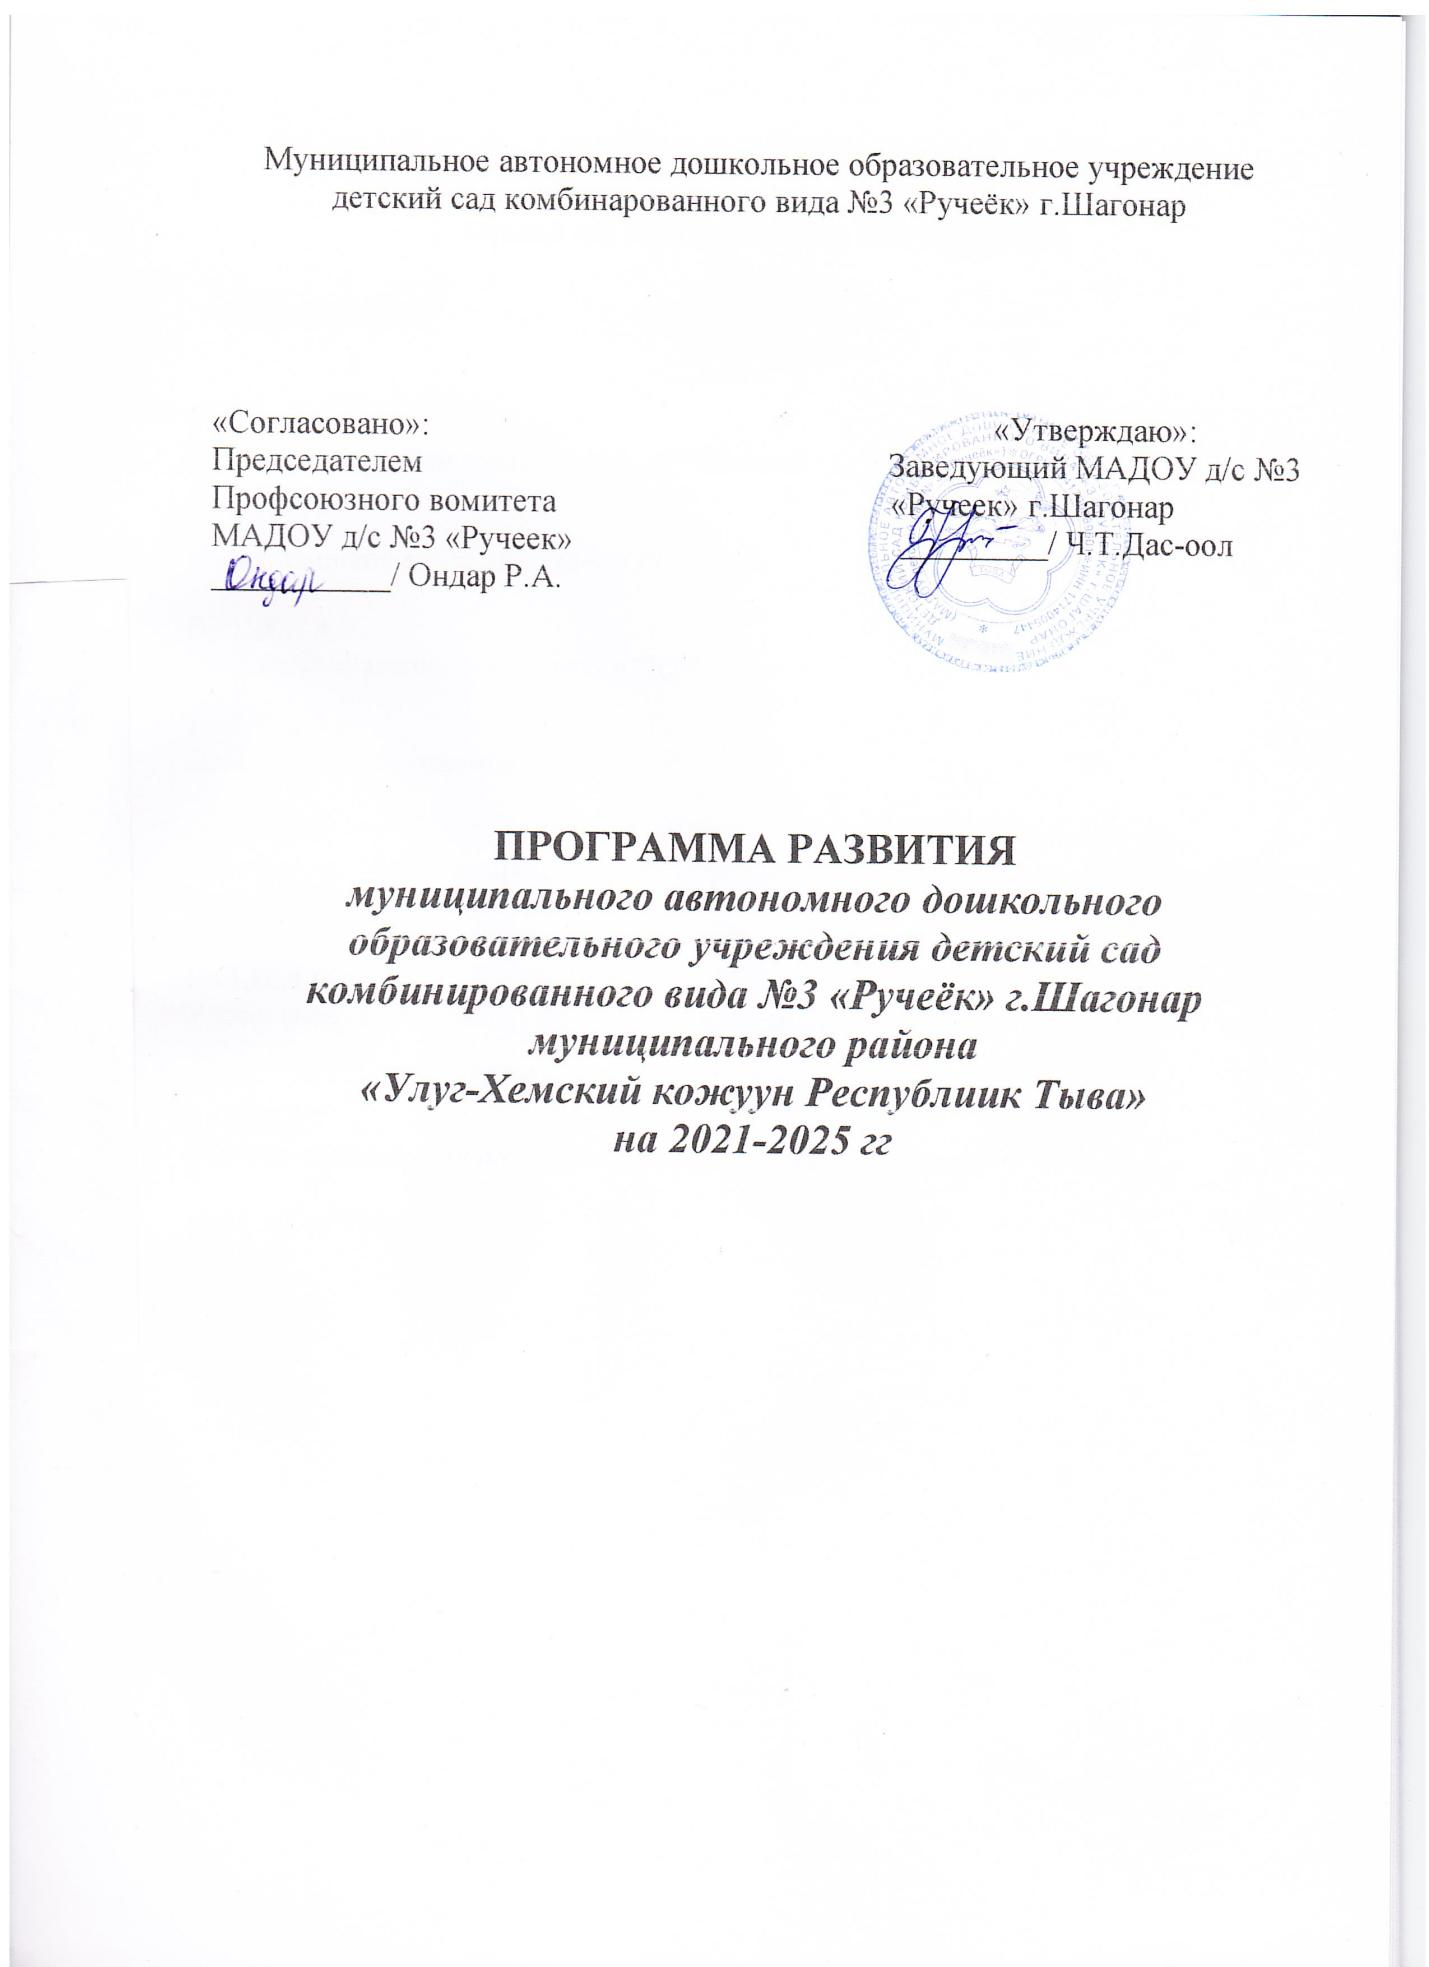 Муниципальное автономное дошкольное образовательное учреждение
детский сад комбинарованного вида №3 «Ручеёк» г.Шагонар
«Согласовано»:
Председателем
Профсоюзного вомитета
МАДОУ д/с №3 «Ручеек»
Ондар / Ондар Р.А.
«Утверждаю»:
Заведующий МАДОУ д/с №3
«Ручеек» г.Шагонар
/ Ч.Т.Дас-оол
ПРОГРАММА РАЗВИТИЯ
муниципального автономного дошкольного
образовательного учреждения детский сад
комбинированного вида №3 «Ручеёк» г.Шагонар
муниципального района
«Улуг-Хемский кожуун Республиик Тыва»
на 2021-2025 гг